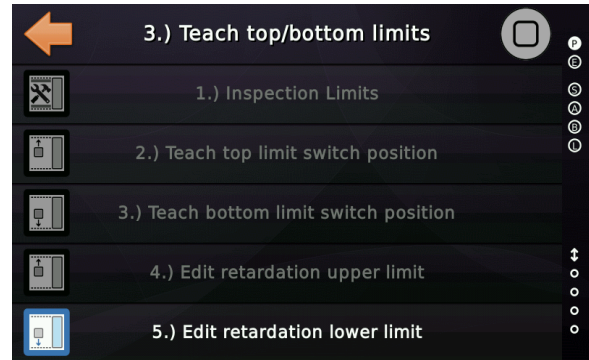 3.) Teach top/bottom limits
1.) Inspection Limits
2.) Teach top limit switch position
3.) Teach bottom limit switch position
4.) Edit retardation upper limit
5.) Edit retardation lower limit
P
E
S
A
B
L